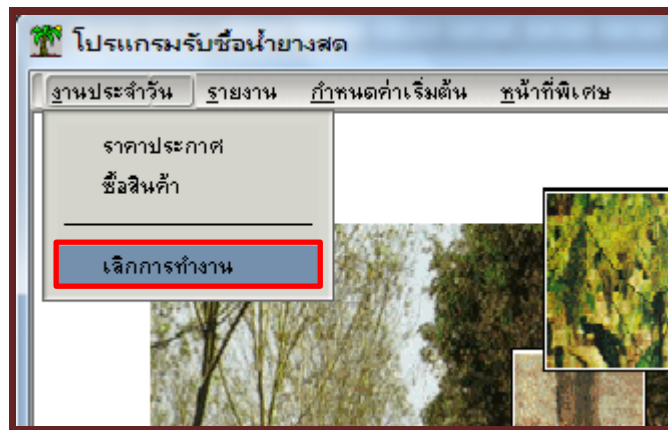 โปรแกรมรับซื้อน้ำยางสด
งานประจำวัน รายงาน กำหนดค่าเริ่มต้น หน้าที่พิเศษ
ราคาประกาศ
ซื้อสินค้า
เลิกการทำงาน